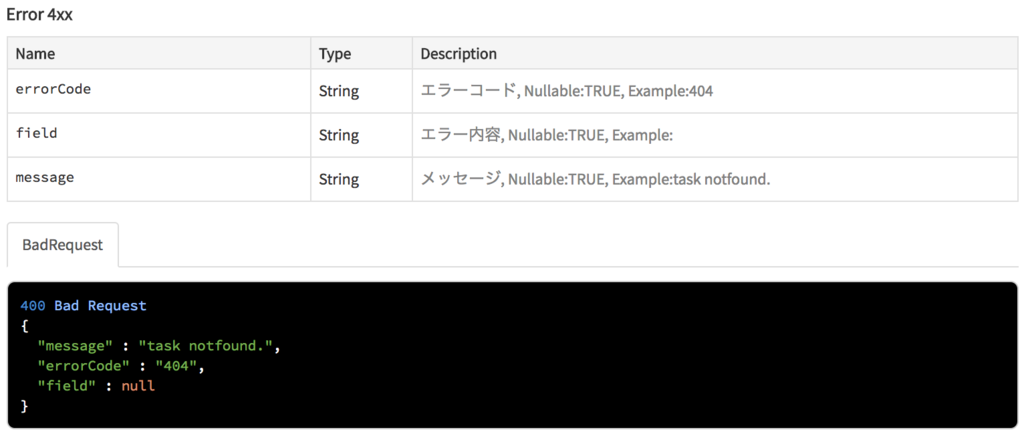 Error 4xx
Name Type Description
errorCode String エラーコード, Nullable:TRUE, Example:404
field String エラー内容, Nullable:TRUE, Example:
message String メッセージ, Nullable:TRUE, Example:task notfound.
BadRequest
400 Bad Request
{
"message" : "task notfound.",
"errorCode" : "404",
"field" : null
}